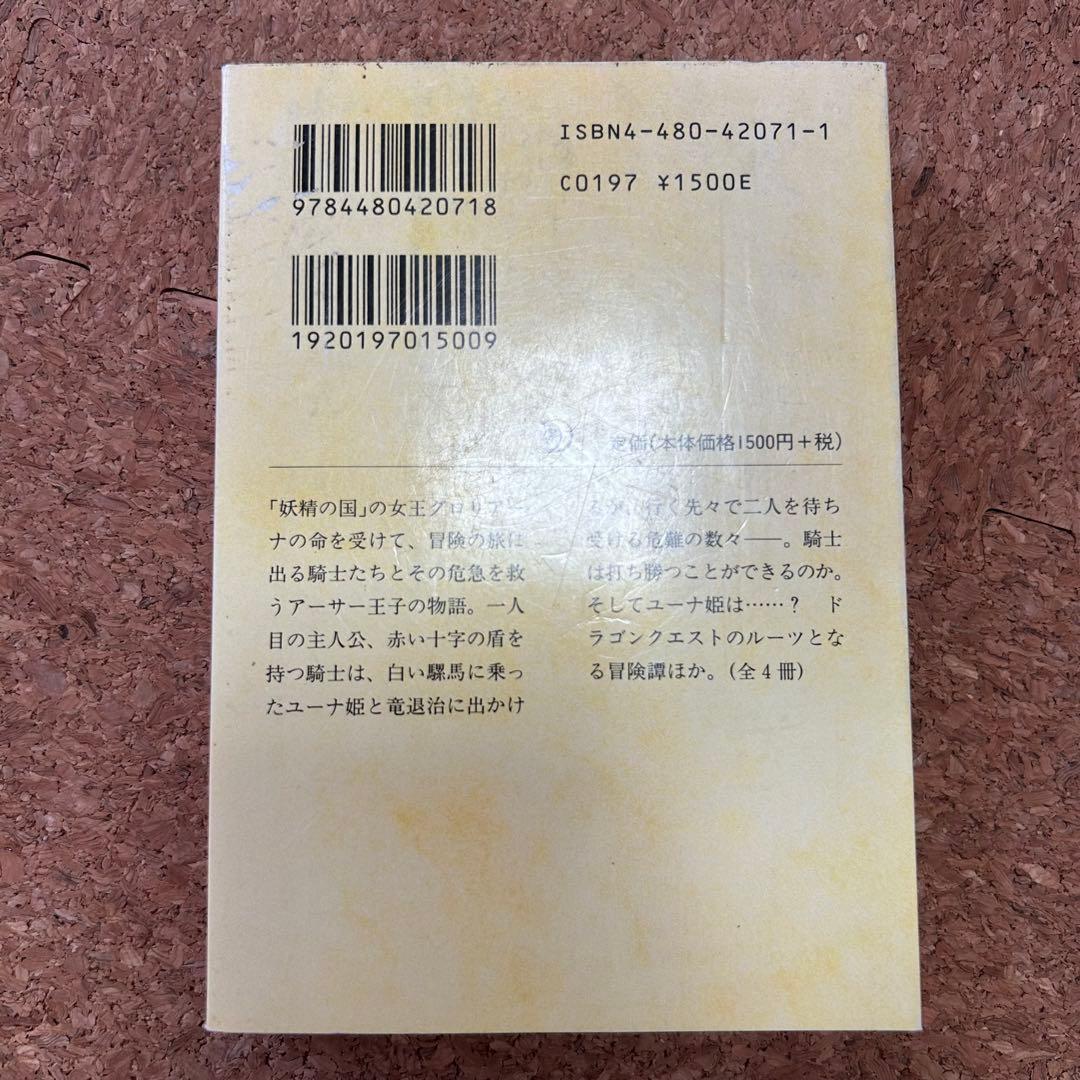 ISBN4-480-42071-1
9784480420718
C0197 ¥1500E
1920197015009
定価(本体価格1500円+税)
「妖精の国」の女王グロリアー
ナの命を受けて、冒険の旅に
出る騎士たちとその危急を救
うアーサー王子の物語。一人
目の主人公、赤い十字の盾を
持つ騎士は、白い騾馬に乗っ
たユーナ姫と竜退治に出かけ
るが、行く先々で二人を待ち
受ける危難の数々――。騎士
は打ち勝つことができるのか。
そしてユーナ姫は……? ド
ラゴンクエストのルーツとな
る冒険譚ほか。(全4冊)